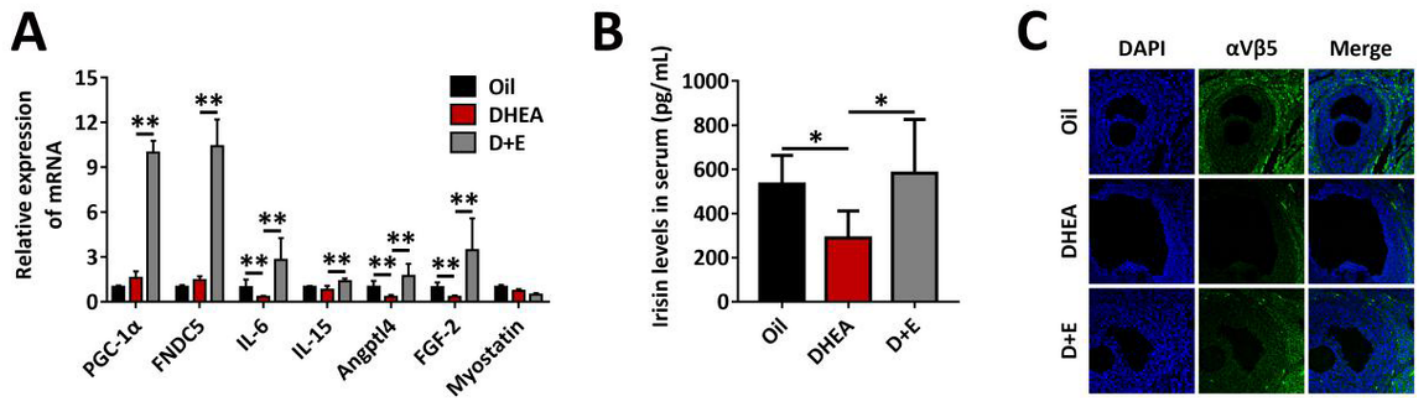 A
Relative expression
of mRNA
15
12
9
6
3
0
** ** ** ** ** ** ** ** **
Oil
DHEA
D+E
PGC-1α FNDC5 IL-6 IL-15 Angptl4 FGF-2 Myostatin
B
Irisin levels in serum (pg/mL)
1000
800
600
400
200
0
* *
Oil DHEA D+E
C
DAPI αVβ5 Merge
Oil
DHEA
D+E